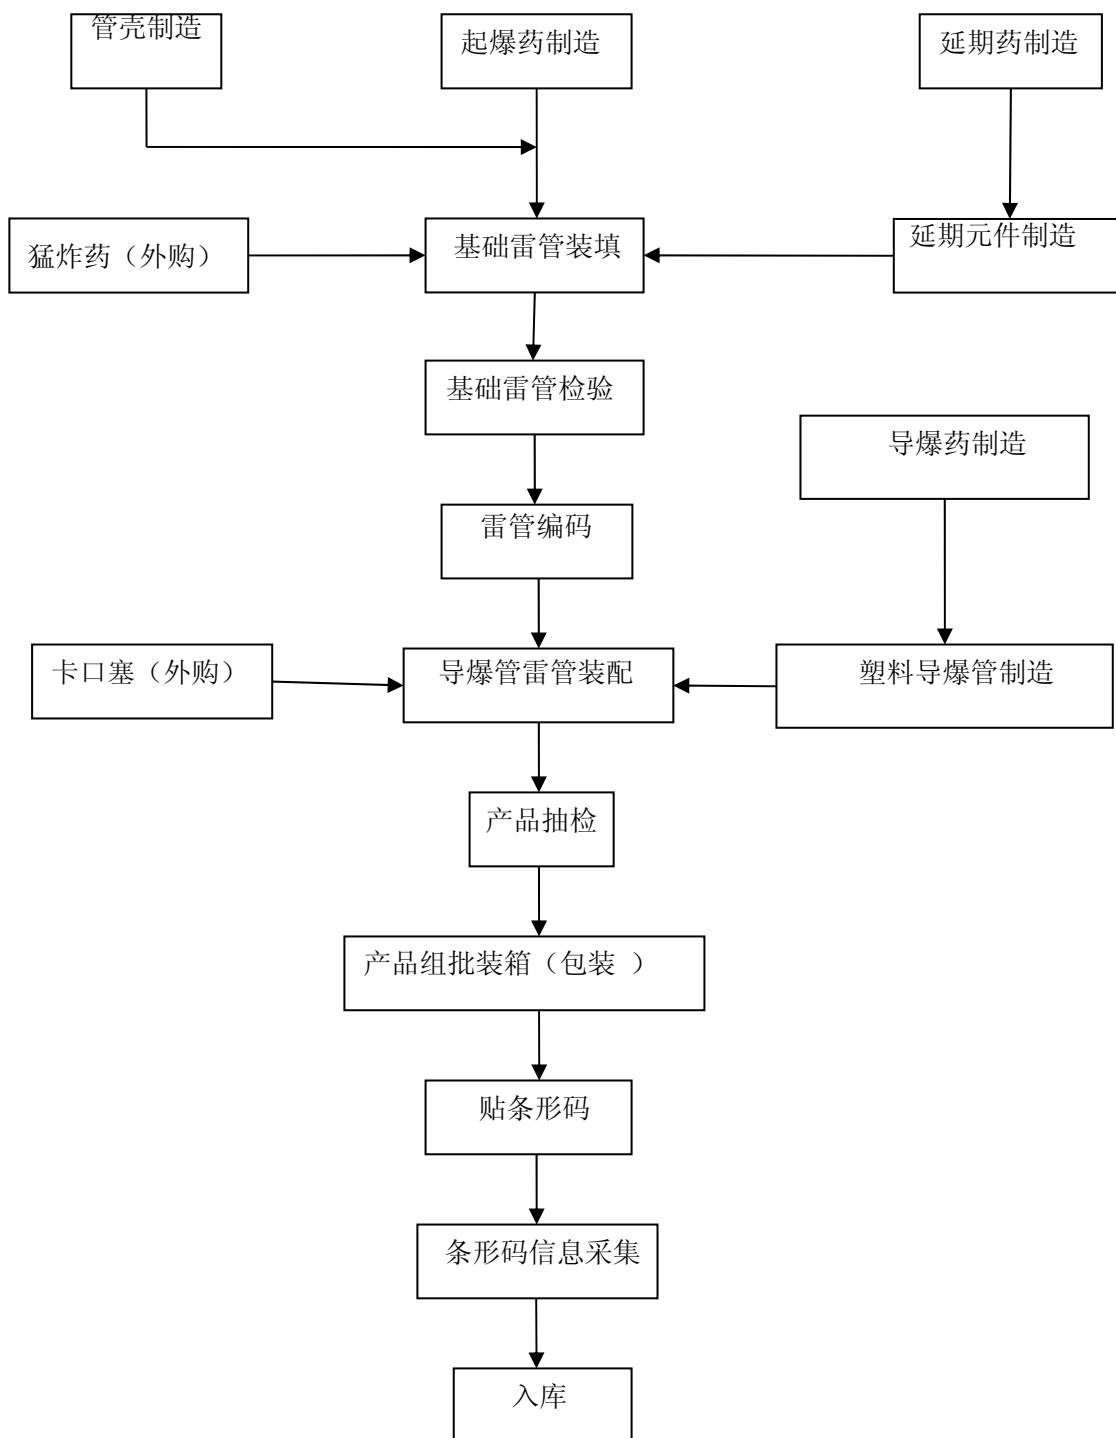 管壳制造
起爆药制造
延期药制造
猛炸药（外购）
基础雷管装填
延期元件制造
基础雷管检验
导爆药制造
雷管编码
卡口塞（外购）
导爆管雷管装配
塑料导爆管制造
产品抽检
产品组批装箱（包装 ）
贴条形码
条形码信息采集
入库